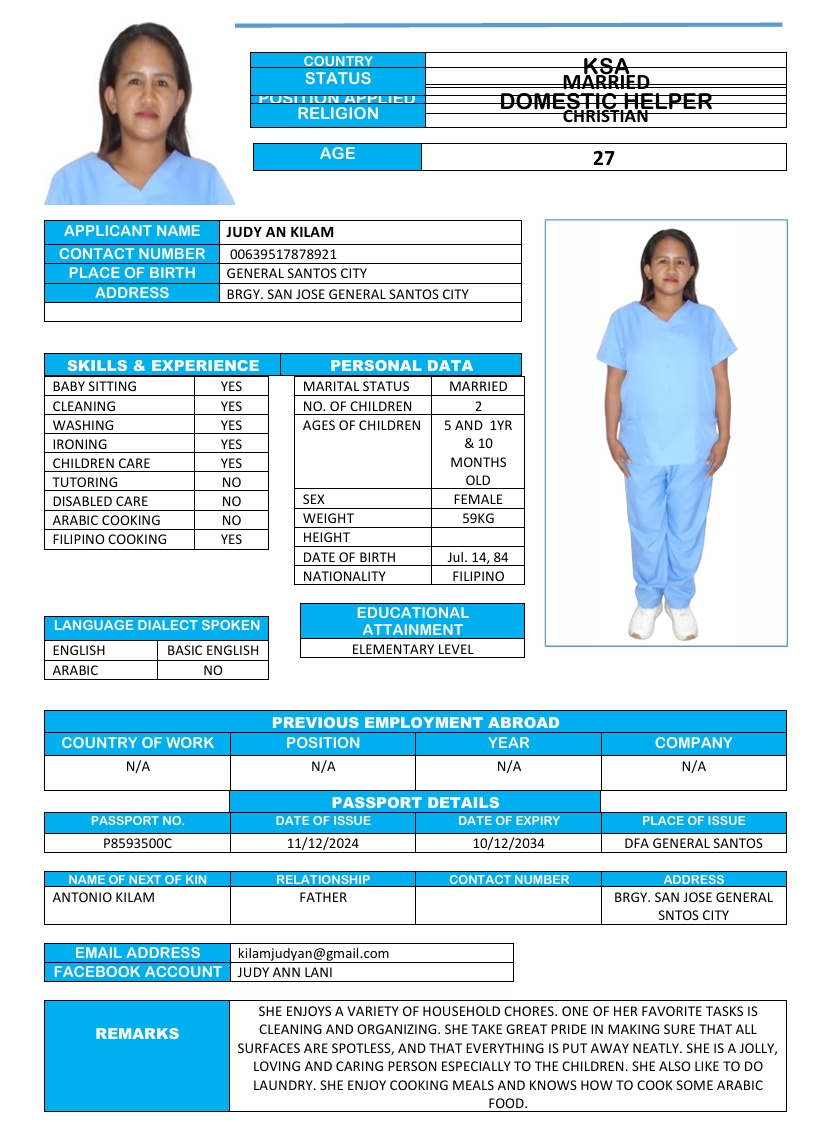 COUNTRY KSA
STATUS MARRIED
POSITION APPLIED DOMESTIC HELPER
RELIGION CHRISTIAN
AGE 27
APPLICANT NAME JUDY AN KILAM
CONTACT NUMBER 00639517878921
PLACE OF BIRTH GENERAL SANTOS CITY
ADDRESS BRGY. SAN JOSE GENERAL SANTOS CITY
SKILLS & EXPERIENCE
BABY SITTING YES
CLEANING YES
WASHING YES
IRONING YES
CHILDREN CARE YES
TUTORING NO
DISABLED CARE NO
ARABIC COOKING NO
FILIPINO COOKING YES
PERSONAL DATA
MARITAL STATUS MARRIED
NO. OF CHILDREN 2
AGES OF CHILDREN 5 AND 1YR
& 10
MONTHS
OLD
SEX FEMALE
WEIGHT 59KG
HEIGHT
DATE OF BIRTH Jul. 14, 84
NATIONALITY FILIPINO
LANGUAGE DIALECT SPOKEN
ENGLISH BASIC ENGLISH
ARABIC NO
EDUCATIONAL
ATTAINMENT
ELEMENTARY LEVEL
PREVIOUS EMPLOYMENT ABROAD
COUNTRY OF WORK POSITION YEAR COMPANY
N/A N/A N/A N/A
PASSPORT DETAILS
PASSPORT NO. DATE OF ISSUE DATE OF EXPIRY PLACE OF ISSUE
P8593500C 11/12/2024 10/12/2034 DFA GENERAL SANTOS
NAME OF NEXT OF KIN RELATIONSHIP CONTACT NUMBER ADDRESS
ANTONIO KILAM FATHER BRGY. SAN JOSE GENERAL
SNTOS CITY
EMAIL ADDRESS kilamjudyan@gmail.com
FACEBOOK ACCOUNT JUDY ANN LANI
REMARKS
SHE ENJOYS A VARIETY OF HOUSEHOLD CHORES. ONE OF HER FAVORITE TASKS IS
CLEANING AND ORGANIZING. SHE TAKE GREAT PRIDE IN MAKING SURE THAT ALL
SURFACES ARE SPOTLESS, AND THAT EVERYTHING IS PUT AWAY NEATLY. SHE IS A JOLLY,
LOVING AND CARING PERSON ESPECIALLY TO THE CHILDREN. SHE ALSO LIKE TO DO
LAUNDRY. SHE ENJOY COOKING MEALS AND KNOWS HOW TO COOK SOME ARABIC
FOOD.